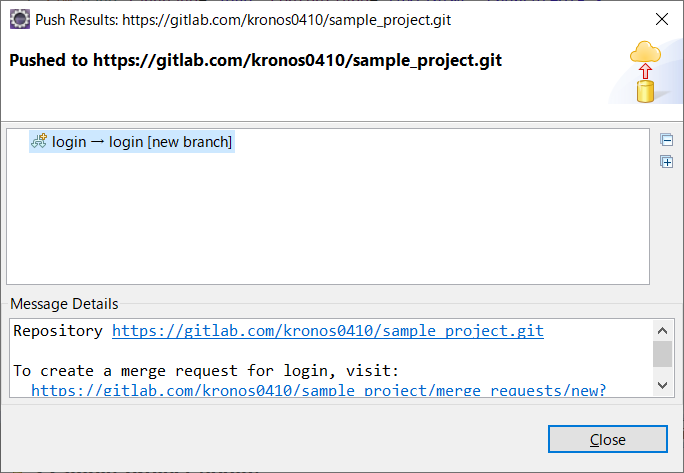 Push Results: https://gitlab.com/kronos0410/sample_project.git
Pushed to https://gitlab.com/kronos0410/sample_project.git
login → login [new branch]
Message Details
Repository https://gitlab.com/kronos0410/sample_project.git
To create a merge request for login, visit:
https://gitlab.com/kronos0410/sample_project/merge_requests/new?
Close